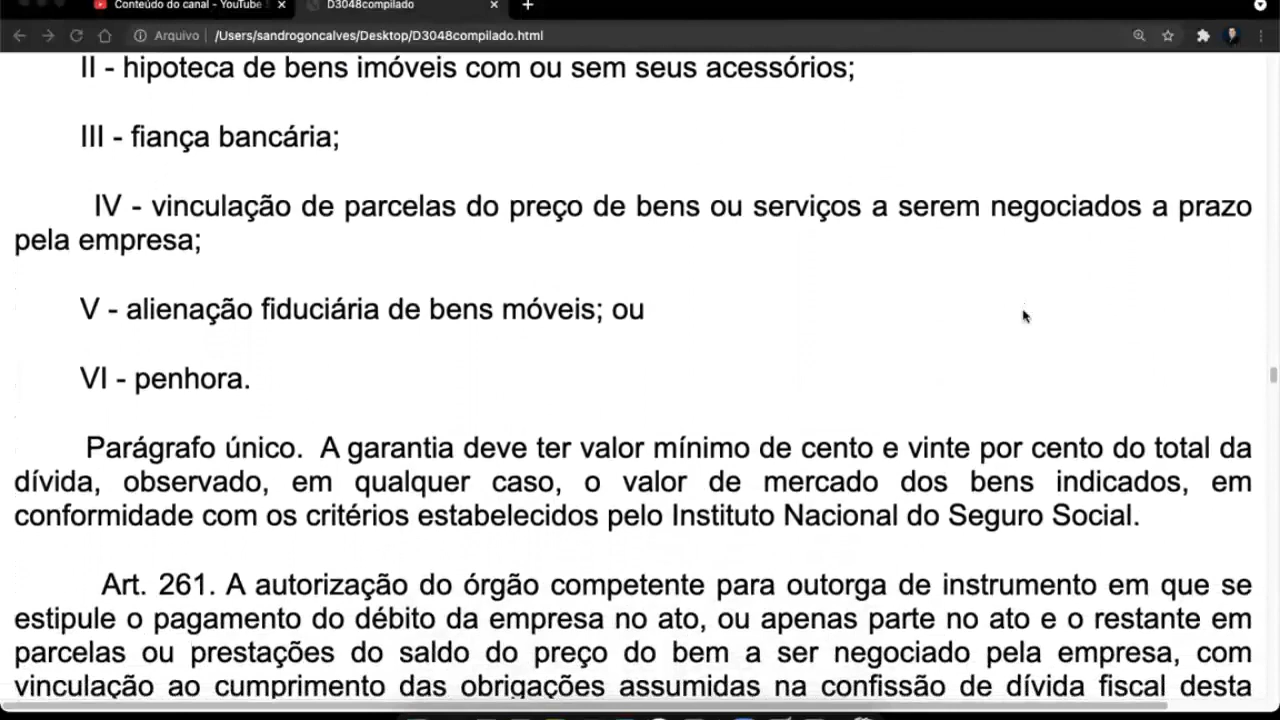 Conteúdo do canal - YouTube
D3048compilado
Arquivo /Users/sandrogoncalves/Desktop/D3048compilado.html
II - hipoteca de bens imóveis com ou sem seus acessórios;
III - fiança bancária;
IV - vinculação de parcelas do preço de bens ou serviços a serem negociados a prazo
pela empresa;
V - alienação fiduciária de bens móveis; ou
VI - penhora.
Parágrafo único. A garantia deve ter valor mínimo de cento e vinte por cento do total da
dívida, observado, em qualquer caso, o valor de mercado dos bens indicados, em
conformidade com os critérios estabelecidos pelo Instituto Nacional do Seguro Social.
Art. 261. A autorização do órgão competente para outorga de instrumento em que se
estipule o pagamento do débito da empresa no ato, ou apenas parte no ato e o restante em
parcelas ou prestações do saldo do preço do bem a ser negociado pela empresa, com
vinculação ao cumprimento das obrigações assumidas na confissão de dívida fiscal desta